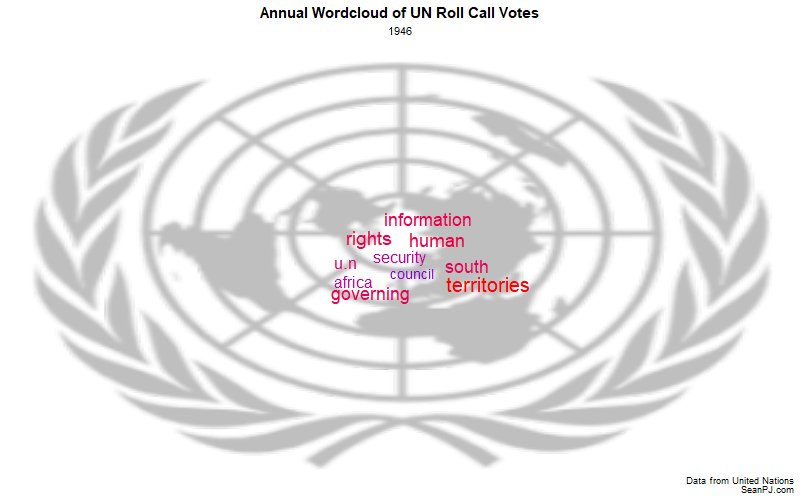 Annual Wordcloud of UN Roll Call Votes
1946
information
rights human
security
u.n
council
south
africa
territories
governing
Data from United Nations
SeanPJ.com